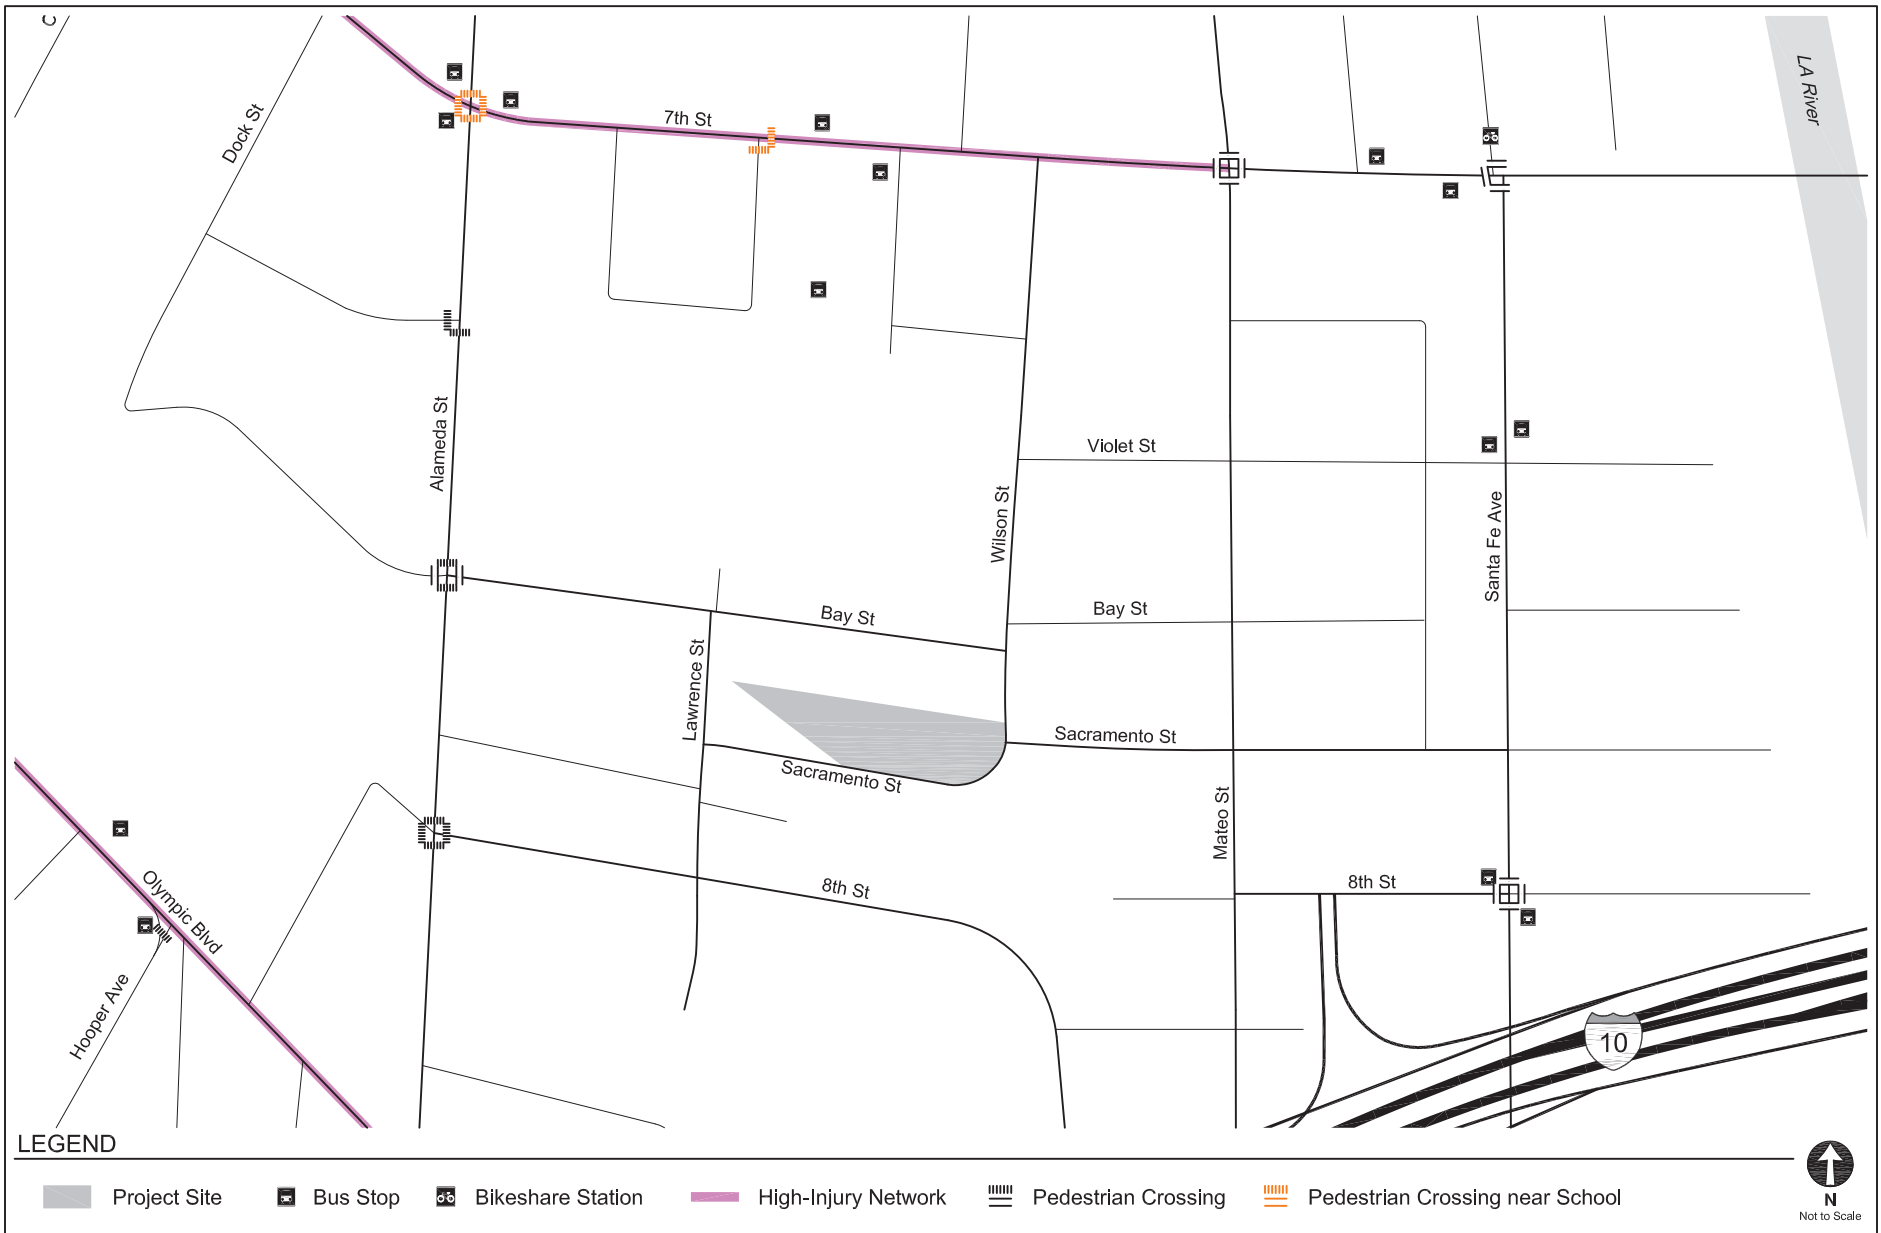 C
Dock St
7th St
LA River
Alameda St
Violet St
Wilson St
Santa Fe Ave
Bay St
Bay St
Lawrence St
Sacramento St
Sacramento St
Mateo St
8th St
8th St
Olympic Blvd
Hooper Ave
10
LEGEND
Project Site
Bus Stop
Bikeshare Station
High-Injury Network
Pedestrian Crossing
Pedestrian Crossing near School
N
Not to Scale